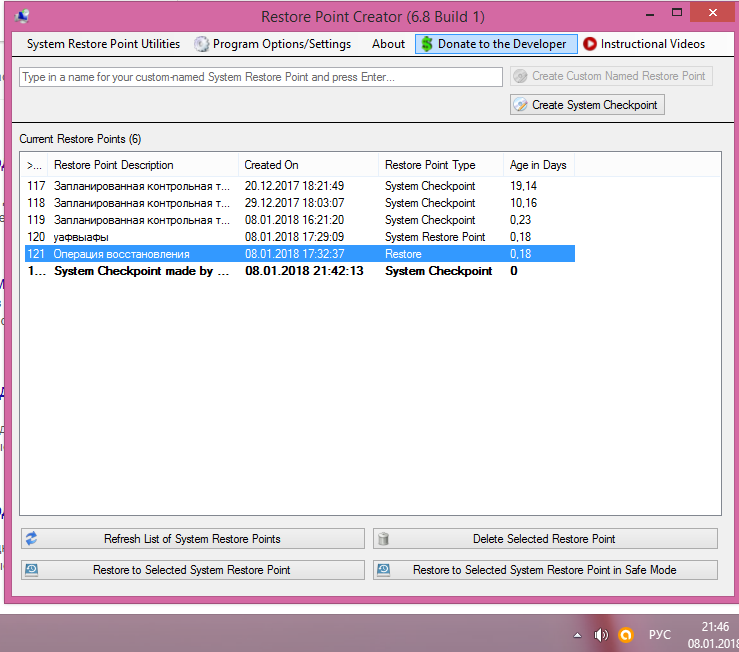 Restore Point Creator (6.8 Build 1)
System Restore Point Utilities Program Options/Settings About Donate to the Developer Instructional Videos
Type in a name for your custom-named System Restore Point and press Enter...
Create Custom Named Restore Point
Create System Checkpoint
Current Restore Points (6)
>... Restore Point Description Created On Restore Point Type Age in Days
117 Запланированная контрольная т... 20.12.2017 18:21:49 System Checkpoint 19,14
118 Запланированная контрольная т... 29.12.2017 18:03:07 System Checkpoint 10,16
119 Запланированная контрольная т... 08.01.2018 16:21:20 System Checkpoint 0,23
120 уафвыафы 08.01.2018 17:29:09 System Restore Point 0,18
121 Операция восстановления 08.01.2018 17:32:37 Restore 0,18
1... System Checkpoint made by ... 08.01.2018 21:42:13 System Checkpoint 0
Refresh List of System Restore Points Delete Selected Restore Point
Restore to Selected System Restore Point Restore to Selected System Restore Point in Safe Mode
РУС 21:46
08.01.2018